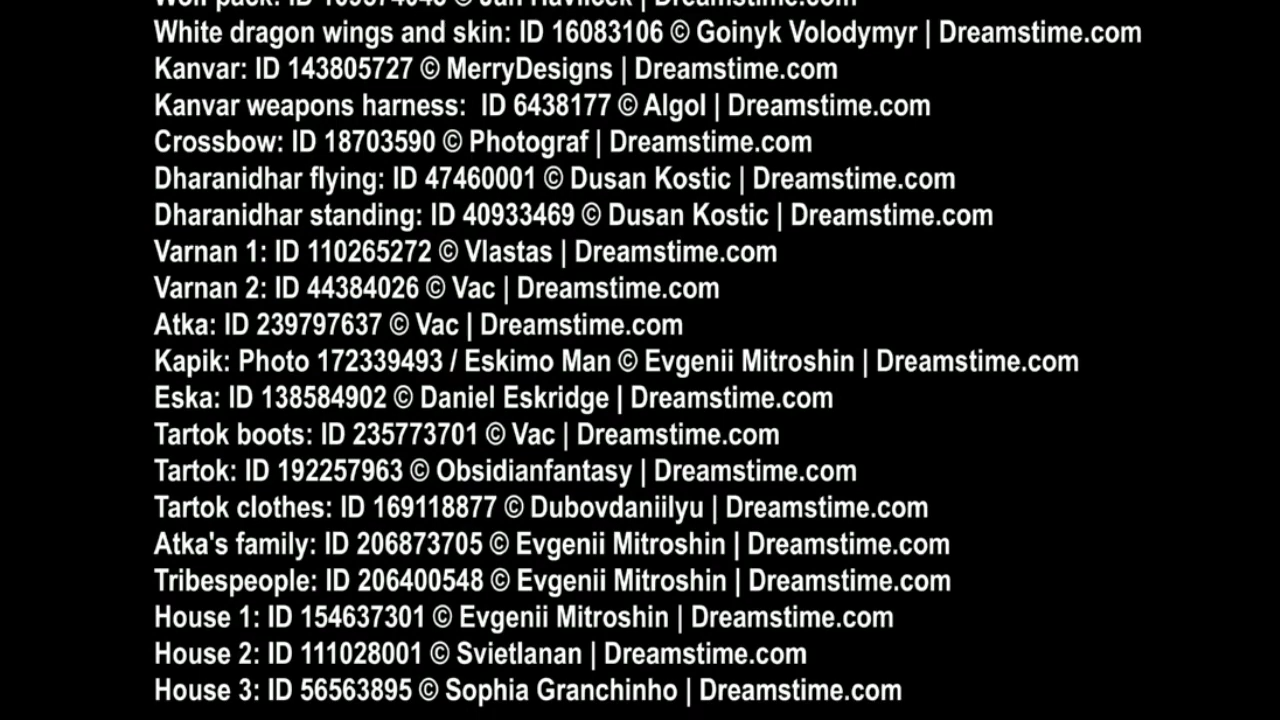 White dragon wings and skin: ID 16083106 © Goinyk Volodymyr | Dreamstime.com
Kanvar: ID 143805727 © MerryDesigns | Dreamstime.com
Kanvar weapons harness:  ID 6438177 © Algol | Dreamstime.com
Crossbow: ID 18703590 © Photograf | Dreamstime.com
Dharanidhar flying: ID 47460001 © Dusan Kostic | Dreamstime.com
Dharanidhar standing: ID 40933469 © Dusan Kostic | Dreamstime.com
Varnan 1: ID 110265272 © Vlastas | Dreamstime.com
Varnan 2: ID 44384026 © Vac | Dreamstime.com
Atka: ID 239797637 © Vac | Dreamstime.com
Kapik: Photo 172339493 / Eskimo Man © Evgenii Mitroshin | Dreamstime.com
Eska: ID 138584902 © Daniel Eskridge | Dreamstime.com
Tartok boots: ID 235773701 © Vac | Dreamstime.com
Tartok: ID 192257963 © Obsidianfantasy | Dreamstime.com
Tartok clothes: ID 169118877 © Dubovdaniilyu | Dreamstime.com
Atka's family: ID 206873705 © Evgenii Mitroshin | Dreamstime.com
Tribespeople: ID 206400548 © Evgenii Mitroshin | Dreamstime.com
House 1: ID 154637301 © Evgenii Mitroshin | Dreamstime.com
House 2: ID 111028001 © Svietlanan | Dreamstime.com
House 3: ID 56563895 © Sophia Granchinho | Dreamstime.com